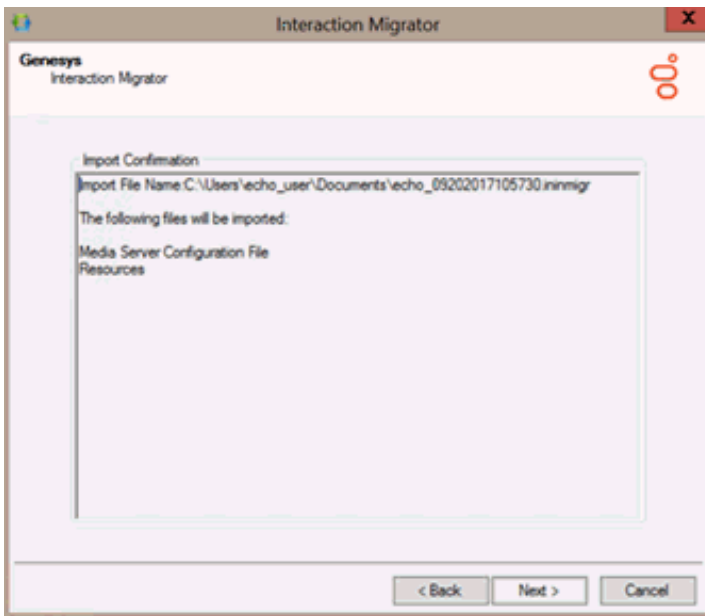 Interaction Migrator
X
Genesys
Interaction Migrator
Import Confirmation
Import File Name:C:\Users\echo_user\Documents\echo_09202017105730.ininmigr
The following files will be imported:
Media Server Configuration File
Resources
< Back
Next >
Cancel